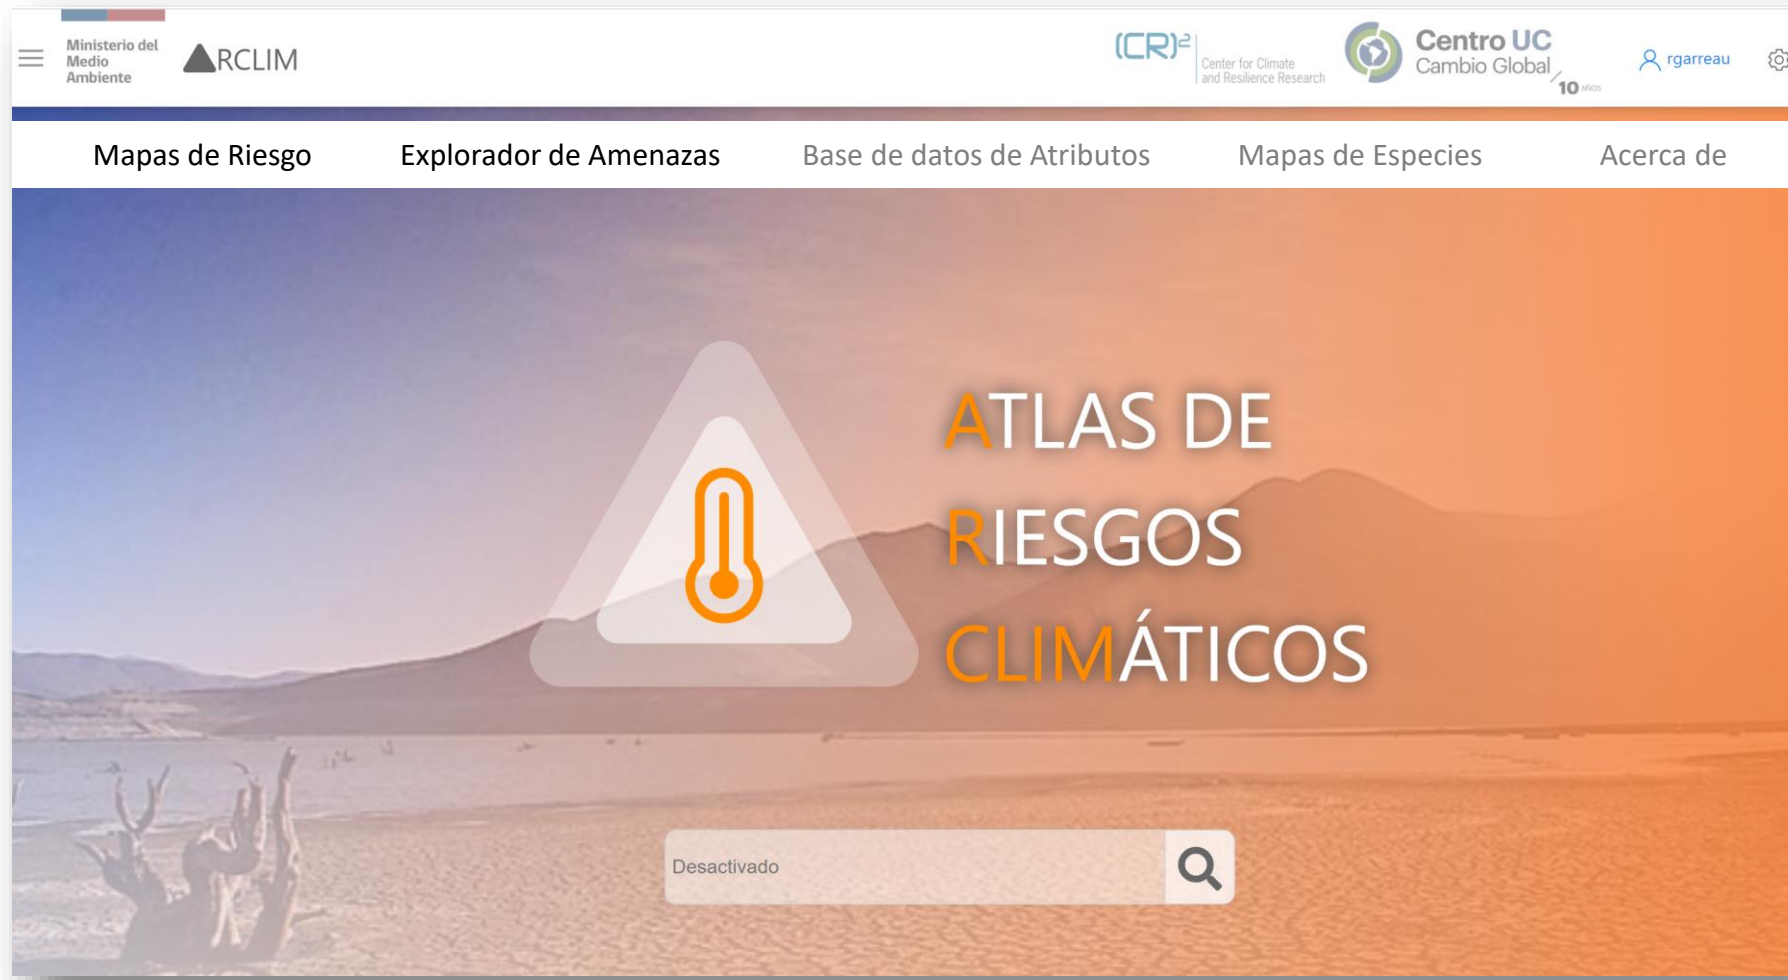 Ministerio del
Medio
Ambiente
RCLIM
(CR)²
Center for Climate
and Resilience Research
Centro UC
Cambio Global
10 AÑOS
rgarreau
Mapas de Riesgo
Explorador de Amenazas
Base de datos de Atributos
Mapas de Especies
Acerca de
ATLAS DE
RIESGOS
CLIMÁTICOS
Desactivado